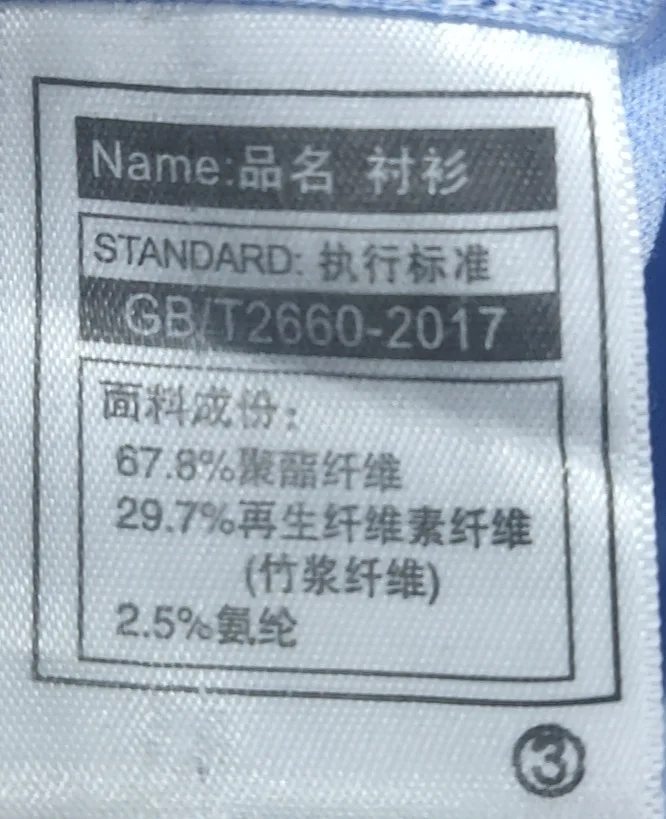 Name:品名 衬衫
STANDARD: 执行标准
GB/T2660-2017
面料成份:
67.8%聚酯纤维
29.7%再生纤维素纤维
(竹浆纤维)
2.5%氨纶
③